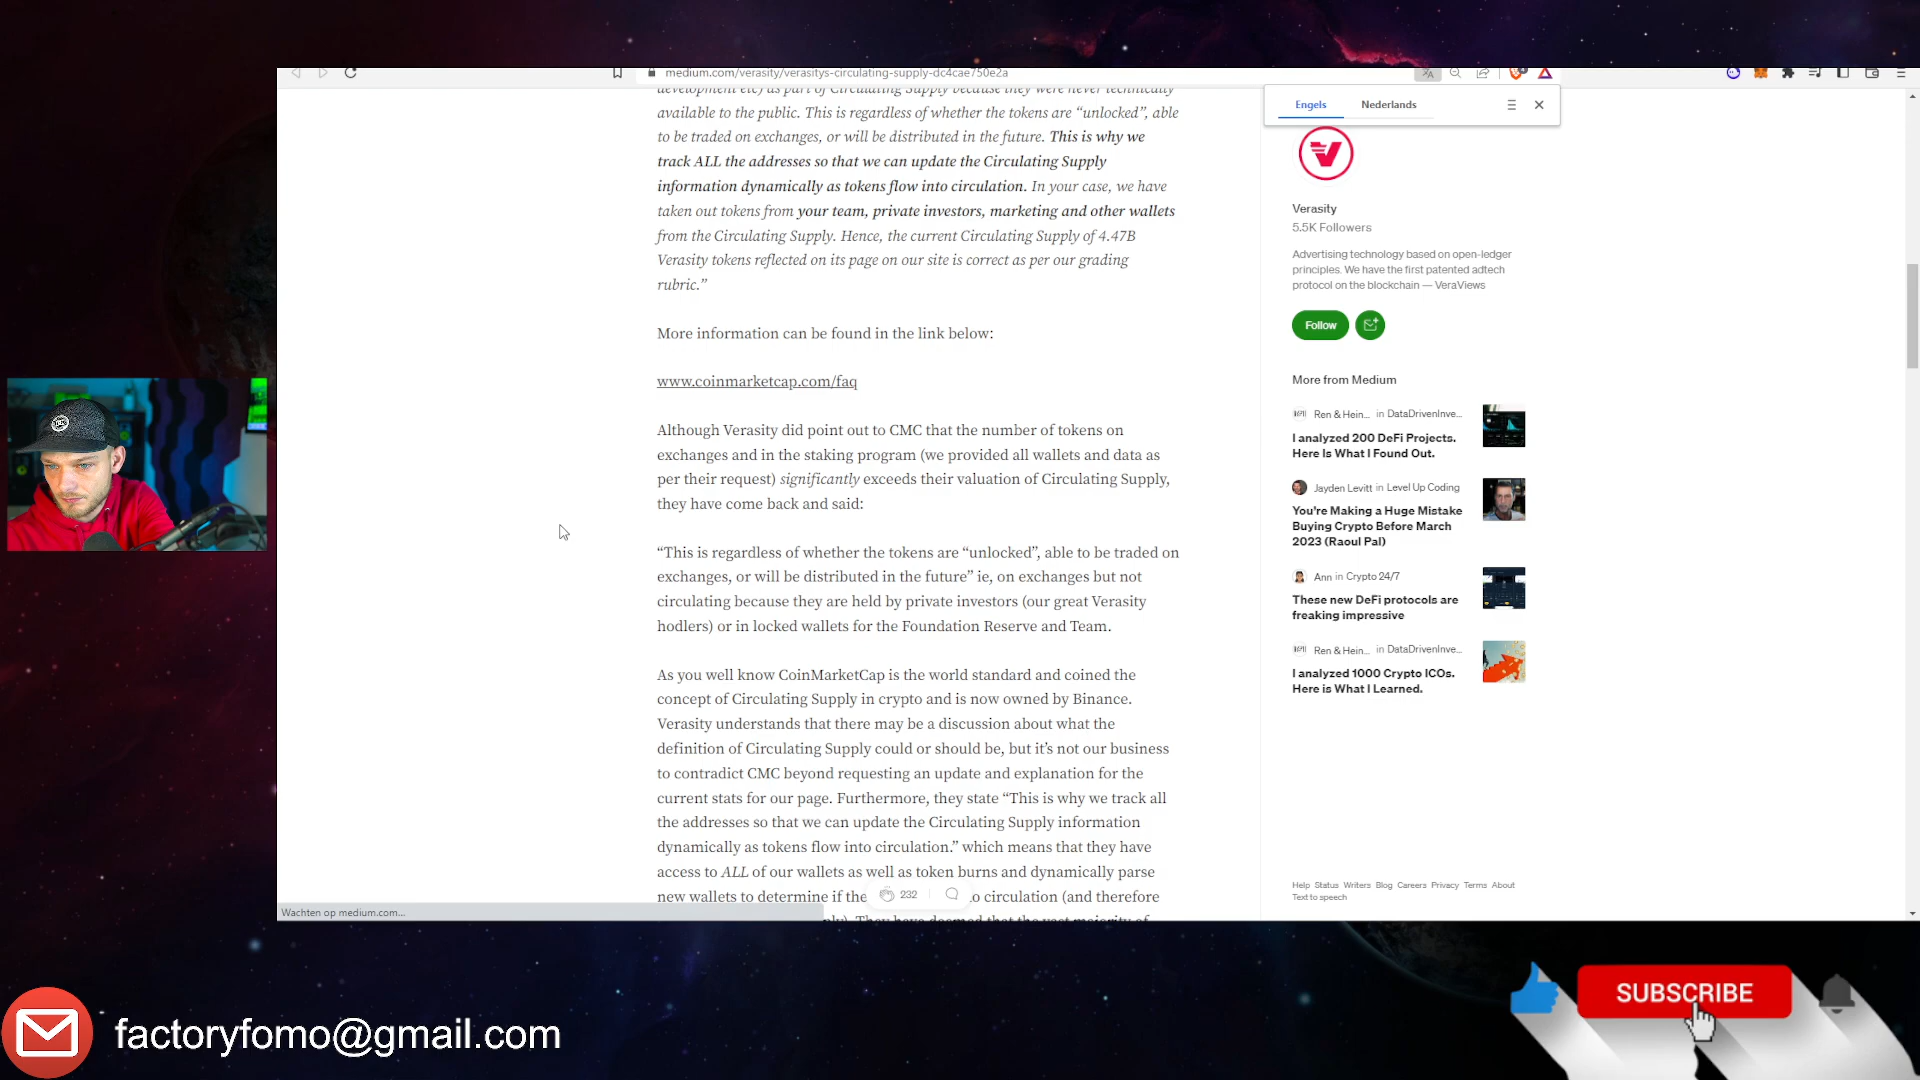 medium.com/verasity/verasitys-circulating-supply-dc4cae750e2a
development etc) as part of Circulating Supply because they were never technically
available to the public. This is regardless of whether the tokens are “unlocked”, able
to be traded on exchanges, or will be distributed in the future. This is why we
track ALL the addresses so that we can update the Circulating Supply
information dynamically as tokens flow into circulation. In your case, we have
taken out tokens from your team, private investors, marketing and other wallets
from the Circulating Supply. Hence, the current Circulating Supply of 4.47B
Verasity tokens reflected on its page on our site is correct as per our grading
rubric.”
More information can be found in the link below:
www.coinmarketcap.com/faq
Although Verasity did point out to CMC that the number of tokens on
exchanges and in the staking program (we provided all wallets and data as
per their request) significantly exceeds their valuation of Circulating Supply,
they have come back and said:
“This is regardless of whether the tokens are “unlocked”, able to be traded on
exchanges, or will be distributed in the future” ie, on exchanges but not
circulating because they are held by private investors (our great Verasity
hodlers) or in locked wallets for the Foundation Reserve and Team.
As you well know CoinMarketCap is the world standard and coined the
concept of Circulating Supply in crypto and is now owned by Binance.
Verasity understands that there may be a discussion about what the
definition of Circulating Supply could or should be, but it’s not our business
to contradict CMC beyond requesting an update and explanation for the
current stats for our page. Furthermore, they state “This is why we track all
the addresses so that we can update the Circulating Supply information
dynamically as tokens flow into circulation.” which means that they have
access to ALL of our wallets as well as token burns and dynamically parse
new wallets to determine if the
232
o circulation (and therefore
Wachten op medium.com...
Engels
Nederlands
Verasity
5.5K Followers
Advertising technology based on open-ledger
principles. We have the first patented adtech
protocol on the blockchain — VeraViews
Follow
More from Medium
Ren & Hein... in DataDrivenInve...
I analyzed 200 DeFi Projects.
Here Is What I Found Out.
Jayden Levitt in Level Up Coding
You're Making a Huge Mistake
Buying Crypto Before March
2023 (Raoul Pal)
Ann in Crypto 24/7
These new DeFi protocols are
freaking impressive
Ren & Hein... in DataDrivenInve...
I analyzed 1000 Crypto ICOs.
Here is What I Learned.
Help Status Writers Blog Careers Privacy Terms About
Text to speech
factoryfomo@gmail.com
SUBSCRIBE